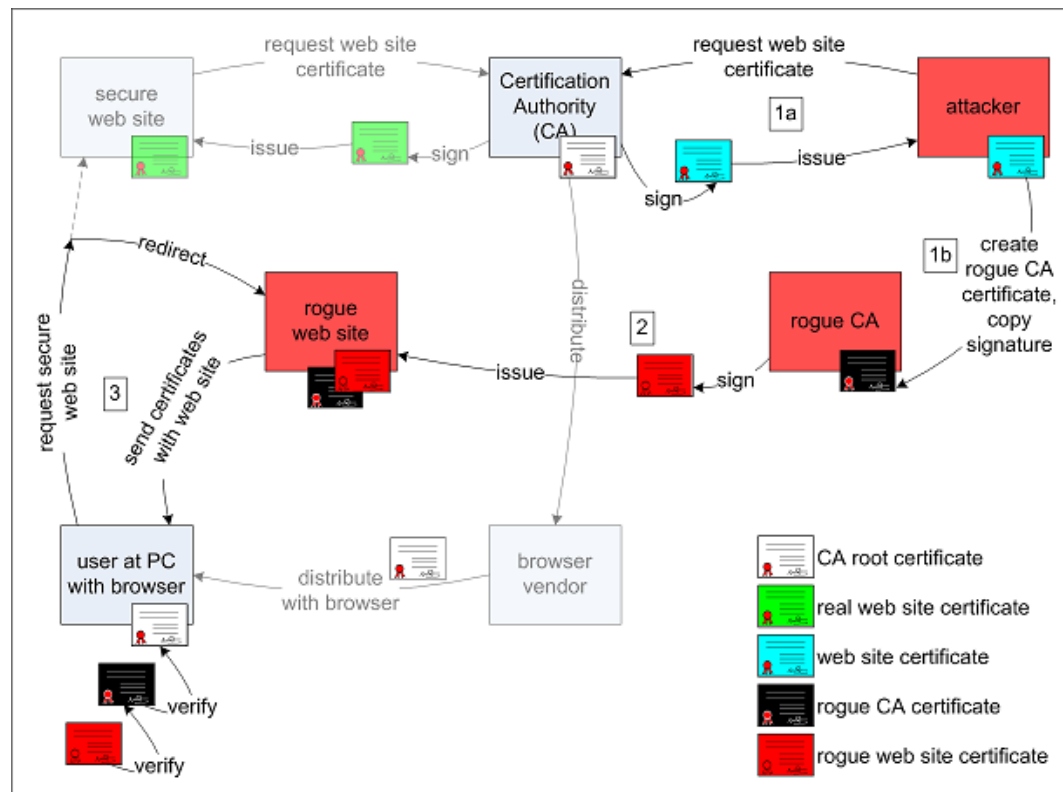 request web site
certificate
request web site
certificate
secure
web site
Certification
Authority
(CA)
attacker
1a
issue
sign
issue
sign
redirect
1b
create
rogue CA
certificate,
copy
signature
distribute
rogue
web site
2
rogue CA
issue
sign
request secure
web site
3
send certificates
with web site
user at PC
with browser
distribute
with browser
browser
vendor
verify
verify
CA root certificate
real web site certificate
web site certificate
rogue CA certificate
rogue web site certificate